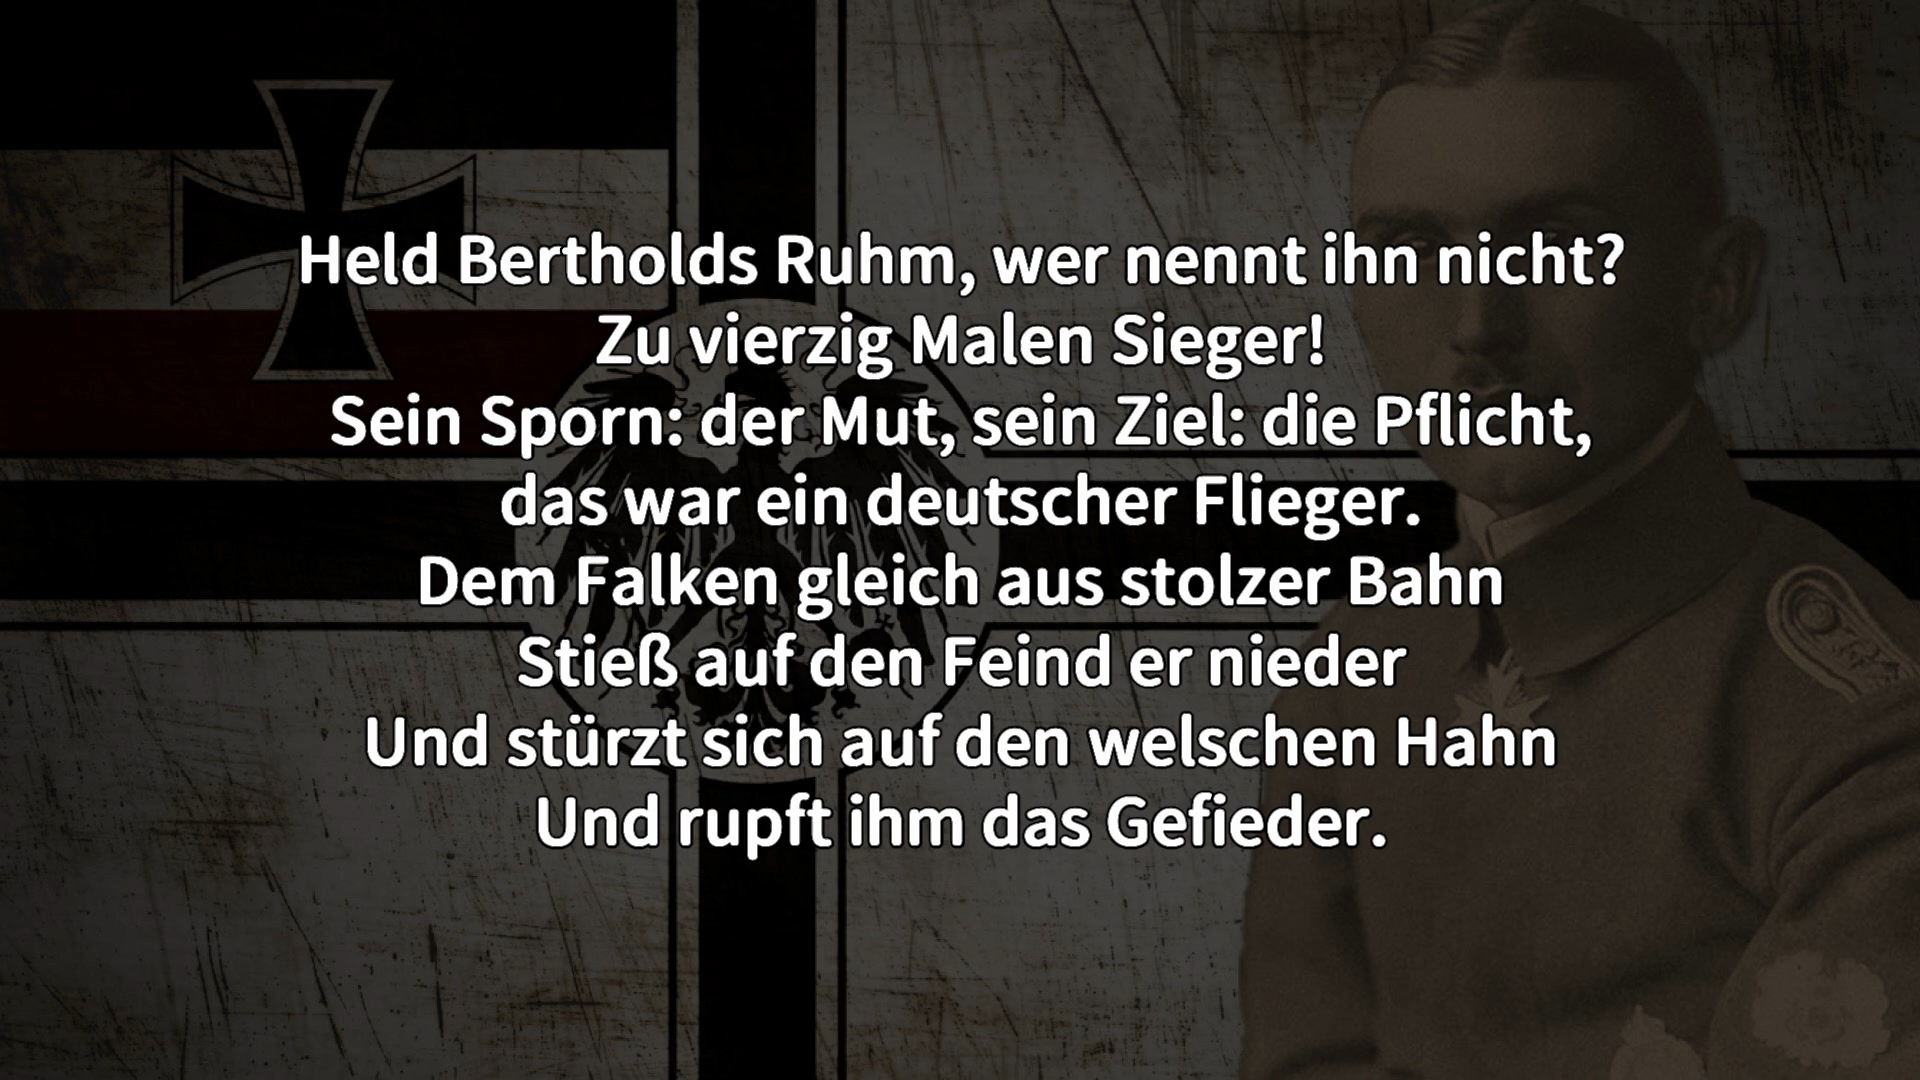 Held Bertholds Ruhm, wer nennt ihn nicht?
Zu vierzig Malen Sieger!
Sein Sporn: der Mut, sein Ziel: die Pflicht,
das war ein deutscher Flieger.
Dem Falken gleich aus stolzer Bahn
Stieß auf den Feind er nieder
Und stürzt sich auf den welschen Hahn
Und rupft ihm das Gefieder.